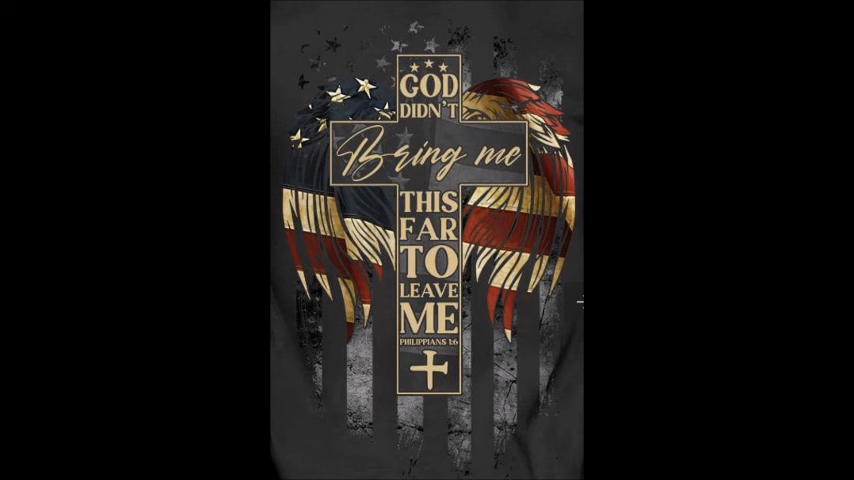 GOD
DIDN'T
Bring me
THIS
FAR
TO
LEAVE
ME
PHILIPPIANS 1:6